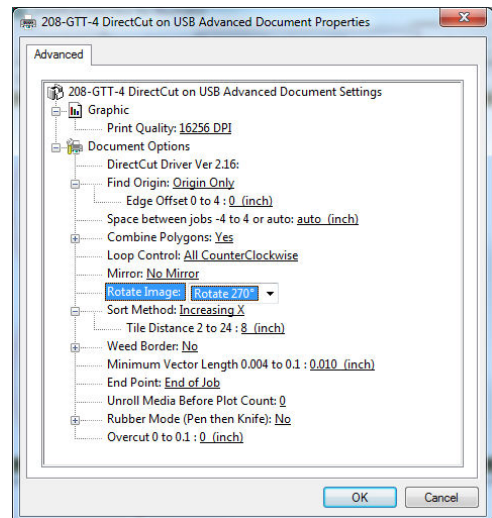 208-GTT-4 DirectCut on USB Advanced Document Properties
Advanced
208-GTT-4 DirectCut on USB Advanced Document Settings
Graphic
Print Quality: 16256 DPI
Document Options
DirectCut Driver Ver 2.16:
Find Origin: Origin Only
Edge Offset 0 to 4 : 0 (inch)
Space between jobs -4 to 4 or auto: auto (inch)
Combine Polygons: Yes
Loop Control: All CounterClockwise
Mirror: No Mirror
Rotate Image: Rotate 270°
Sort Method: Increasing X
Tile Distance 2 to 24 : 8 (inch)
Weed Border: No
Minimum Vector Length 0.004 to 0.1 : 0.010 (inch)
End Point: End of Job
Unroll Media Before Plot Count: 0
Rubber Mode (Pen then Knife): No
Overcut 0 to 0.1 : 0 (inch)
OK Cancel